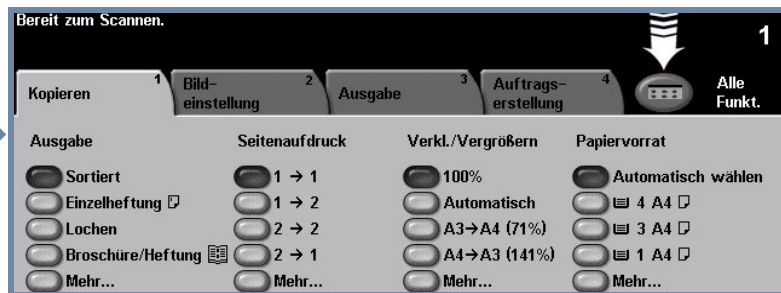 Bereit zum Scannen.
1
Kopieren 1
Bild-
einstellung 2
Ausgabe 3
Auftrags-
erstellung 4
Alle
Funkt.
Ausgabe
Sortiert
Einzelheftung
Lochen
Broschüre/Heftung
Mehr...
Seitenaufdruck
1 → 1
1 → 2
2 → 2
2 → 1
Mehr...
Verkl./Vergrößern
100%
Automatisch
A3→A4 (71%)
A4→A3 (141%)
Mehr...
Papiervorrat
Automatisch wählen
4 A4
3 A4
1 A4
Mehr...